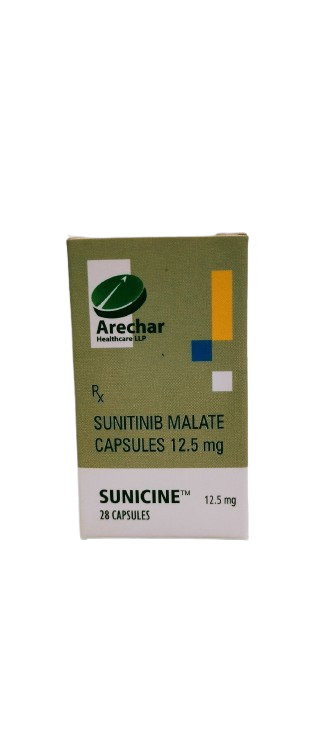 Arechar
Healthcare LLP
Rx
SUNITINIB MALATE
CAPSULES 12.5 mg
SUNICINE™ 12.5 mg
28 CAPSULES